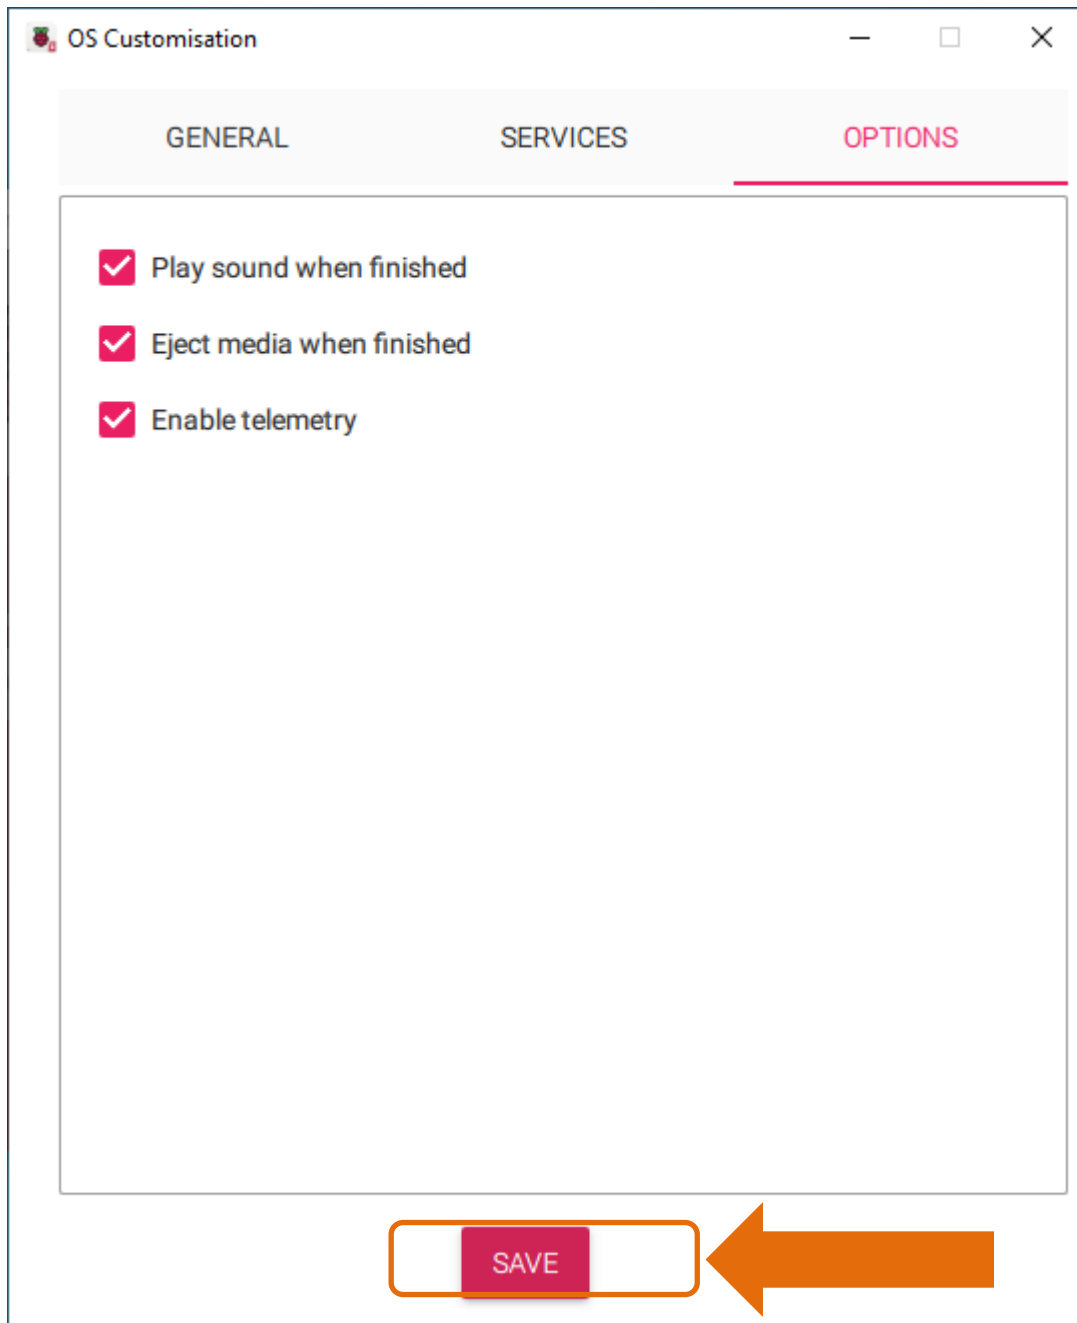 OS Customisation
GENERAL SERVICES OPTIONS
Play sound when finished
Eject media when finished
Enable telemetry
SAVE